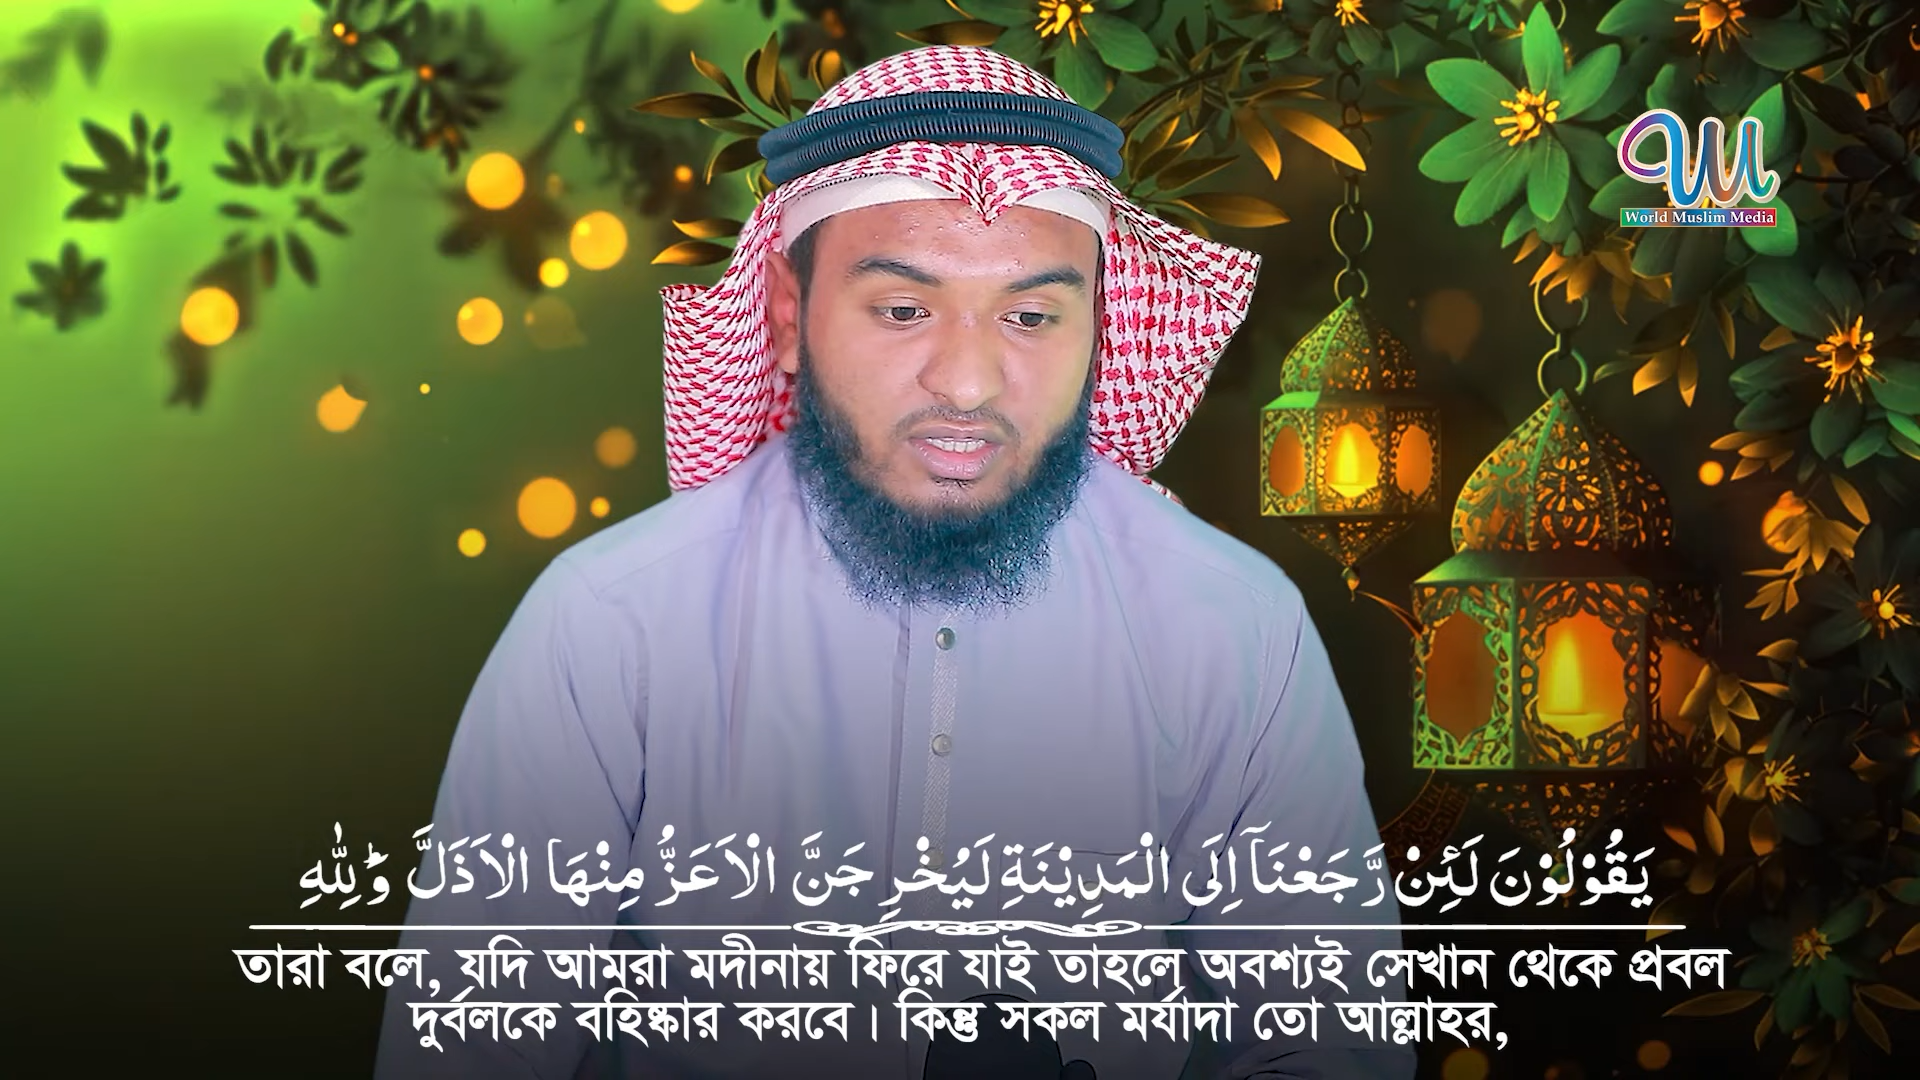 World Muslim Media
يَقُوْلُوْنَ لَئِنْ رَّجَعْنَاۤ اِلَى الْمَدِيْنَةِ لَيُخْرِجَنَّ الْاَعَزُّ مِنْهَا الْاَذَلَّؕ وَلِلّٰهِ
তারা বলে, যদি আমরা মদীনায় ফিরে যাই তাহলে অবশ্যই সেখান থেকে প্রবল
দুর্বলকে বহিষ্কার করবে। কিন্তু সকল মর্যাদা তো আল্লাহর,